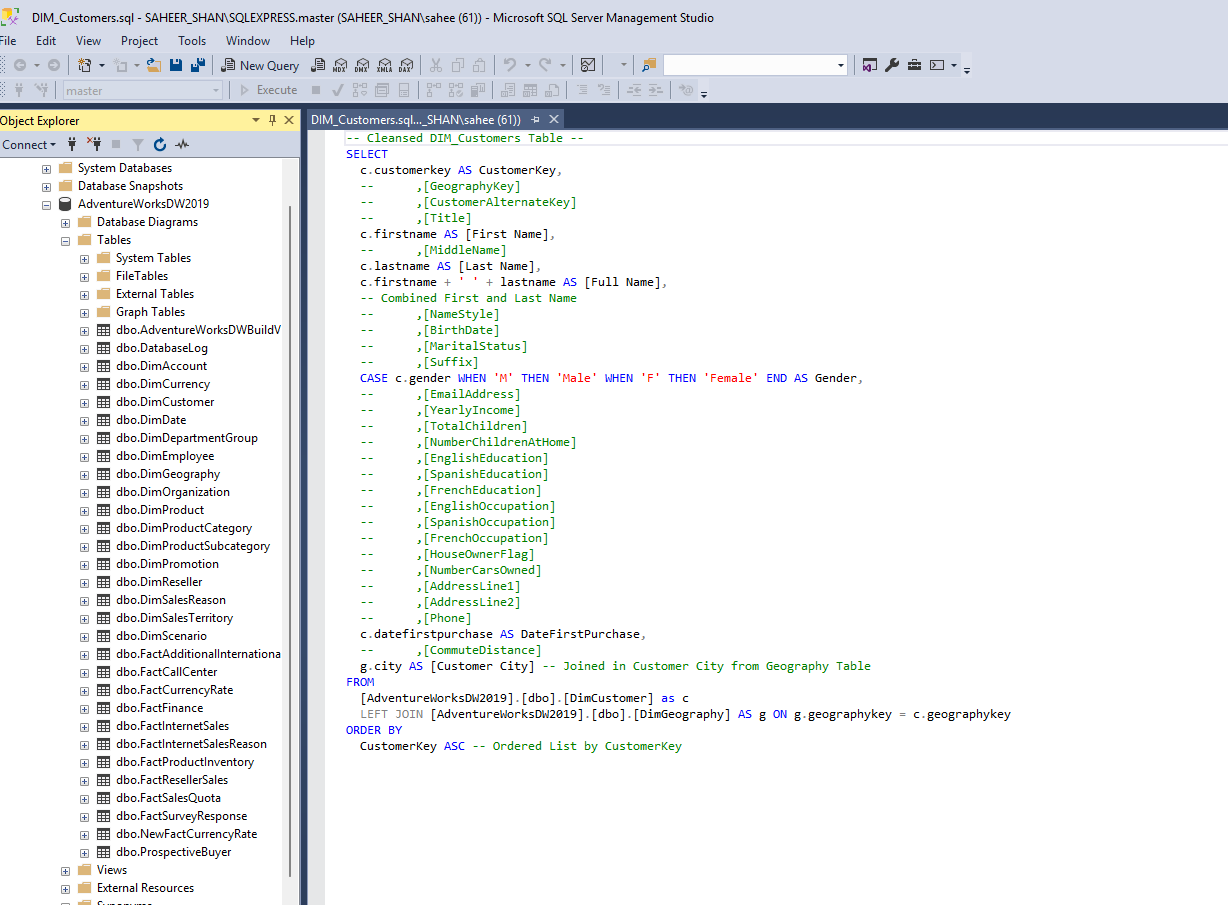 DIM_Customers.sql - SAHEER_SHAN\SQLEXPRESS.master (SAHEER_SHAN\sahee (61)) - Microsoft SQL Server Management Studio
File Edit View Project Tools Window Help
New Query MDX DMX XMLA DAX
master Execute
Object Explorer
Connect
System Databases
Database Snapshots
AdventureWorksDW2019
Database Diagrams
Tables
System Tables
FileTables
External Tables
Graph Tables
dbo.AdventureWorksDWBuildV
dbo.DatabaseLog
dbo.DimAccount
dbo.DimCurrency
dbo.DimCustomer
dbo.DimDate
dbo.DimDepartmentGroup
dbo.DimEmployee
dbo.DimGeography
dbo.DimOrganization
dbo.DimProduct
dbo.DimProductCategory
dbo.DimProductSubcategory
dbo.DimPromotion
dbo.DimReseller
dbo.DimSalesReason
dbo.DimSalesTerritory
dbo.DimScenario
dbo.FactAdditionalInternationa
dbo.FactCallCenter
dbo.FactCurrencyRate
dbo.FactFinance
dbo.FactInternetSales
dbo.FactInternetSalesReason
dbo.FactProductInventory
dbo.FactResellerSales
dbo.FactSalesQuota
dbo.FactSurveyResponse
dbo.NewFactCurrencyRate
dbo.ProspectiveBuyer
Views
External Resources
Synonyms
DIM_Customers.sql..._SHAN\sahee (61))
-- Cleansed DIM_Customers Table --
SELECT
c.customerkey AS CustomerKey,
-- ,[GeographyKey]
-- ,[CustomerAlternateKey]
-- ,[Title]
c.firstname AS [First Name],
-- ,[MiddleName]
c.lastname AS [Last Name],
c.firstname + ' ' + lastname AS [Full Name],
-- Combined First and Last Name
-- ,[NameStyle]
-- ,[BirthDate]
-- ,[MaritalStatus]
-- ,[Suffix]
CASE c.gender WHEN 'M' THEN 'Male' WHEN 'F' THEN 'Female' END AS Gender,
-- ,[EmailAddress]
-- ,[YearlyIncome]
-- ,[TotalChildren]
-- ,[NumberChildrenAtHome]
-- ,[EnglishEducation]
-- ,[SpanishEducation]
-- ,[FrenchEducation]
-- ,[EnglishOccupation]
-- ,[SpanishOccupation]
-- ,[FrenchOccupation]
-- ,[HouseOwnerFlag]
-- ,[NumberCarsOwned]
-- ,[AddressLine1]
-- ,[AddressLine2]
-- ,[Phone]
c.datefirstpurchase AS DateFirstPurchase,
-- ,[CommuteDistance]
g.city AS [Customer City] -- Joined in Customer City from Geography Table
FROM
[AdventureWorksDW2019].[dbo].[DimCustomer] as c
LEFT JOIN [AdventureWorksDW2019].[dbo].[DimGeography] AS g ON g.geographykey = c.geographykey
ORDER BY
CustomerKey ASC -- Ordered List by CustomerKey